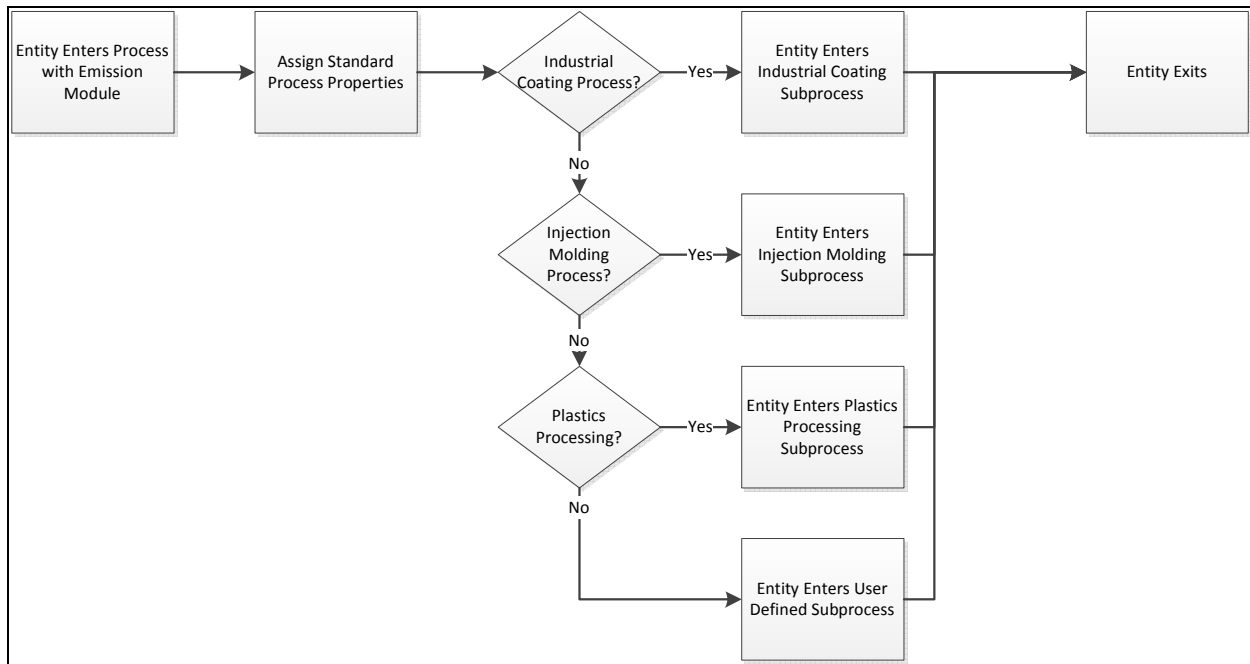 Entity Enters Process
with Emission
Module
Assign Standard
Process Properties
Industrial
Coating Process?
Yes
Entity Enters
Industrial Coating
Subprocess
Entity Exits
No
Injection
Molding
Process?
Yes
Entity Enters
Injection Molding
Subprocess
No
Plastics
Processing?
Yes
Entity Enters Plastics
Processing
Subprocess
No
Entity Enters User
Defined Subprocess